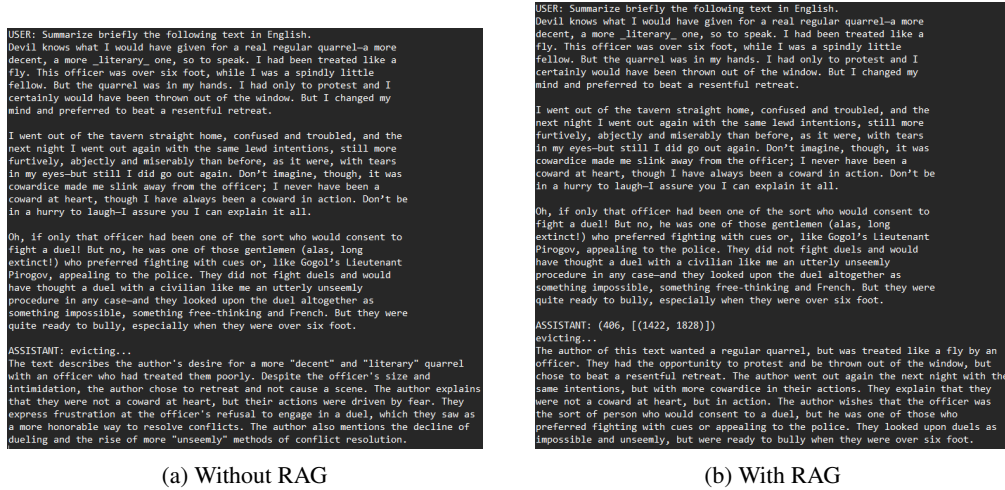 USER: Summarize briefly the following text in English.
Devil knows what I would have given for a real regular quarrel—a more
decent, a more _literary_ one, so to speak. I had been treated like a
fly. This officer was over six foot, while I was a spindly little
fellow. But the quarrel was in my hands. I had only to protest and I
certainly would have been thrown out of the window. But I changed my
mind and preferred to beat a resentful retreat.

I went out of the tavern straight home, confused and troubled, and the
next night I went out again with the same lewd intentions, still more
furtively, abjectly and miserably than before, as it were, with tears
in my eyes—but still I did go out again. Don't imagine, though, it was
cowardice made me slink away from the officer; I never have been a
coward at heart, though I have always been a coward in action. Don't be
in a hurry to laugh—I assure you I can explain it all.

Oh, if only that officer had been one of the sort who would consent to
fight a duel! But no, he was one of those gentlemen (alas, long
extinct!) who preferred fighting with cues or, like Gogol's Lieutenant
Pirogov, appealing to the police. They did not fight duels and would
have thought a duel with a civilian like me an utterly unseemly
procedure in any case—and they looked upon the duel altogether as
something impossible, something free-thinking and French. But they were
quite ready to bully, especially when they were over six foot.

ASSISTANT: evicting...
The text describes the author's desire for a more "decent" and "literary" quarrel
with an officer who had treated them poorly. Despite the officer's size and
intimidation, the author chose to retreat and not cause a scene. The author explains
that they were not a coward at heart, but their actions were driven by fear. They
express frustration at the officer's refusal to engage in a duel, which they saw as
a more honorable way to resolve conflicts. The author also mentions the decline of
dueling and the rise of more "unseemly" methods of conflict resolution.
(a) Without RAG

USER: Summarize briefly the following text in English.
Devil knows what I would have given for a real regular quarrel—a more
decent, a more _literary_ one, so to speak. I had been treated like a
fly. This officer was over six foot, while I was a spindly little
fellow. But the quarrel was in my hands. I had only to protest and I
certainly would have been thrown out of the window. But I changed my
mind and preferred to beat a resentful retreat.

I went out of the tavern straight home, confused and troubled, and the
next night I went out again with the same lewd intentions, still more
furtively, abjectly and miserably than before, as it were, with tears
in my eyes—but still I did go out again. Don't imagine, though, it was
cowardice made me slink away from the officer; I never have been a
coward at heart, though I have always been a coward in action. Don't be
in a hurry to laugh—I assure you I can explain it all.

Oh, if only that officer had been one of the sort who would consent to
fight a duel! But no, he was one of those gentlemen (alas, long
extinct!) who preferred fighting with cues or, like Gogol's Lieutenant
Pirogov, appealing to the police. They did not fight duels and would
have thought a duel with a civilian like me an utterly unseemly
procedure in any case—and they looked upon the duel altogether as
something impossible, something free-thinking and French. But they were
quite ready to bully, especially when they were over six foot.

ASSISTANT: (406, [(1422, 1828)])
evicting...
The author of this text wanted a regular quarrel, but was treated like a fly by an
officer. They had the opportunity to protest and be thrown out of the window, but
chose to beat a resentful retreat. The author went out again the next night with the
same intentions, but with more cowardice in their actions. They explain that they
were not a coward at heart, but in action. The author wishes that the officer was
the sort of person who would consent to a duel, but he was one of those who
preferred fighting with cues or appealing to the police. They looked upon duels as
impossible and unseemly, but were ready to bully when they were over six foot.
(b) With RAG